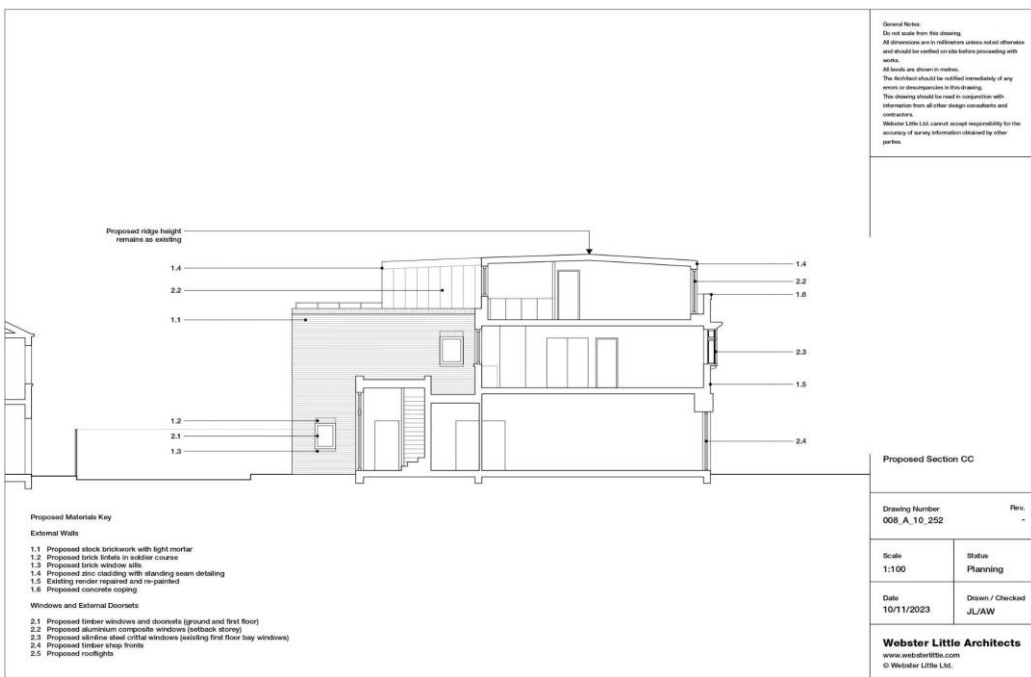 General Notes:
Do not scale from this drawing.
All dimensions are in millimeters unless noted otherwise
and should be verified on site before proceeding with
works.
All levels are shown in metres.
The Architect should be notified immediately of any
errors or descrepancies in this drawing.
This drawing should be read in conjunction with
information from all other design consultants and
contractors.
Webster Little Ltd. cannot accept responsibility for the
accuracy of survey information obtained by other
parties.
Proposed ridge height
remains as existing
1.4
2.2
1.1
1.2
2.1
1.3
1.4
2.2
1.6
2.3
1.5
2.4
Proposed Materials Key
External Walls
1.1 Proposed stock brickwork with light mortar
1.2 Proposed brick lintels in soldier course
1.3 Proposed brick window sills
1.4 Proposed zinc cladding with standing seam detailing
1.5 Existing render repaired and re-painted
1.6 Proposed concrete coping
Windows and External Doorsets
2.1 Proposed timber windows and doorsets (ground and first floor)
2.2 Proposed aluminium composite windows (setback storey)
2.3 Proposed slimline steel crittal windows (existing first floor bay windows)
2.4 Proposed timber shop fronts
2.5 Proposed rooflights
Proposed Section CC
Drawing Number Rev.
008_A_10_252 -
Scale Status
1:100 Planning
Date Drawn / Checked
10/11/2023 JL/AW
Webster Little Architects
www.websterlittle.com
© Webster Little Ltd.